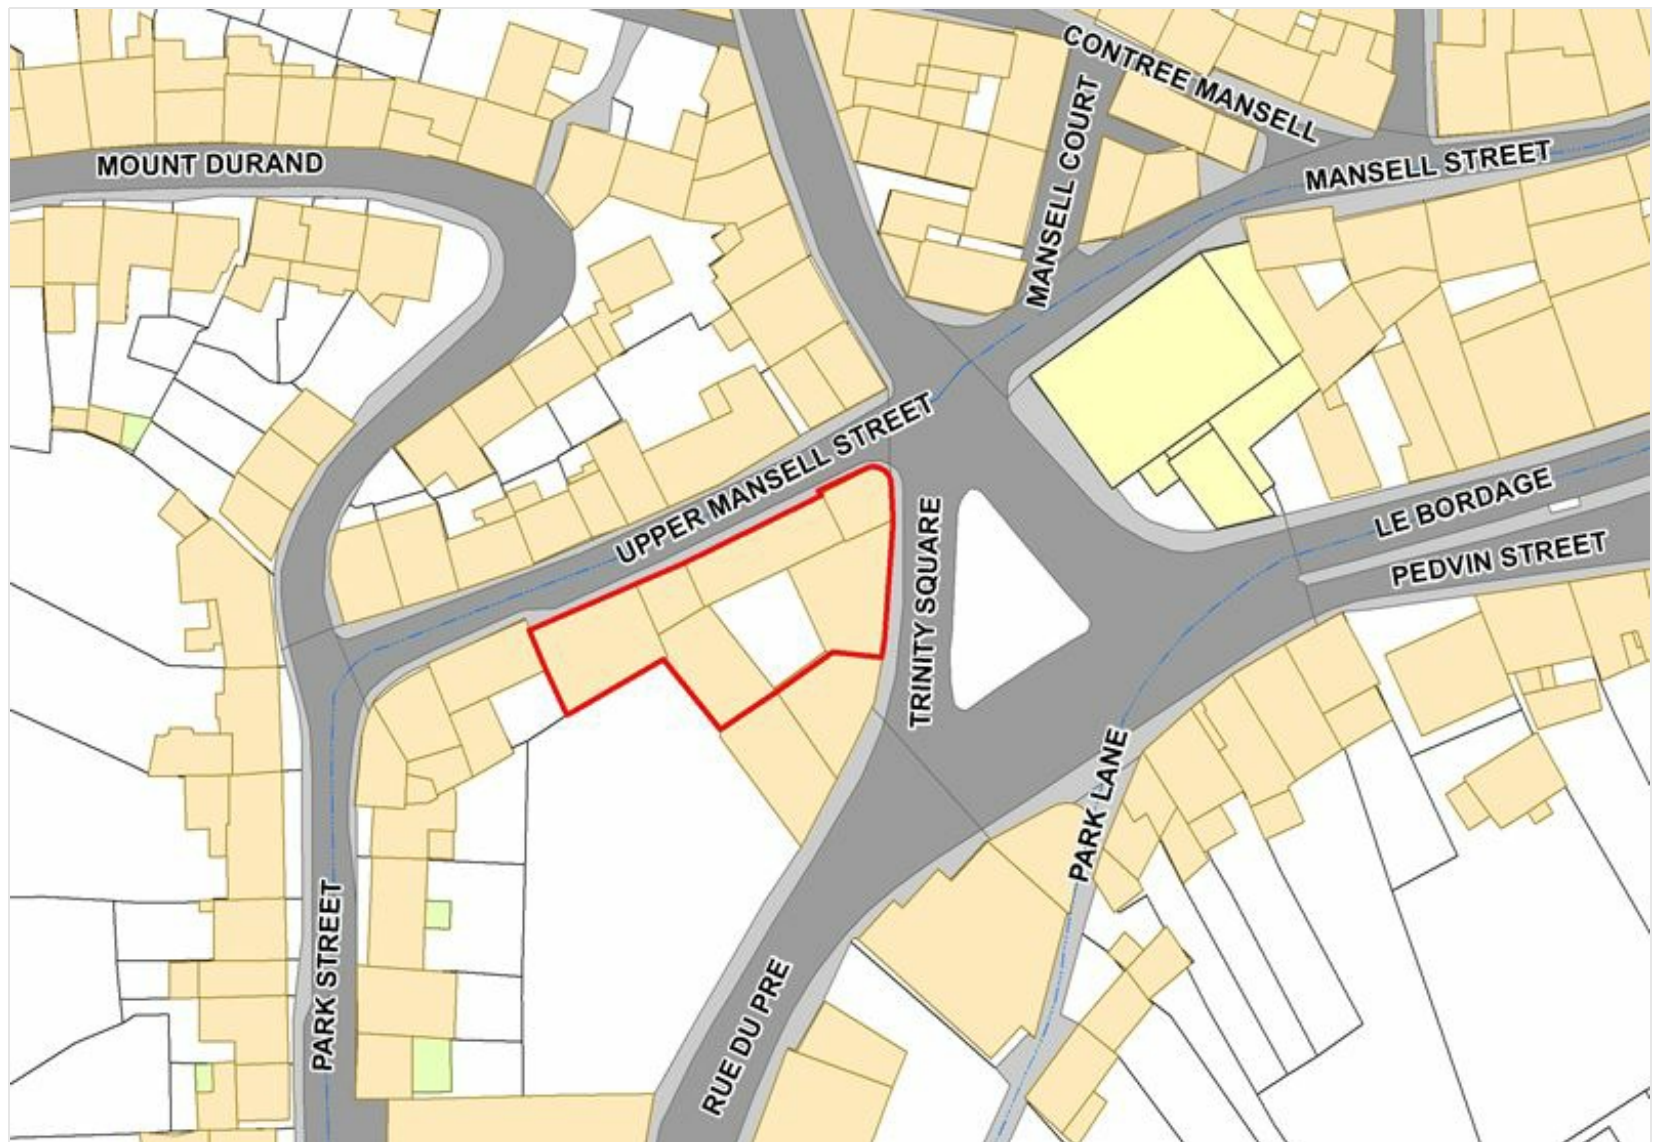 CONTREE MANSELL
MANSELL COURT
MOUNT DURAND
MANSELL STREET
UPPER MANSELL STREET
TRINITY SQUARE
LE BORDAGE
PEDVIN STREET
PARK LANE
PARK STREET
RUE DU PRE